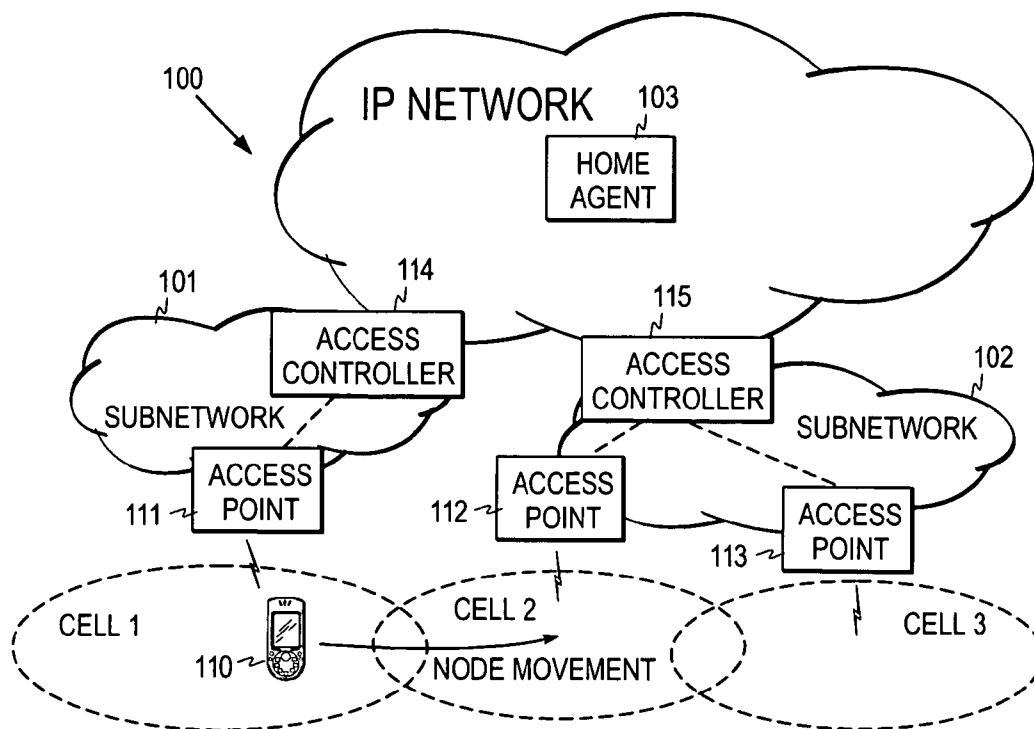 100
IP NETWORK
103
HOME
AGENT
101
114
115
ACCESS
CONTROLLER
ACCESS
CONTROLLER
102
SUBNETWORK
SUBNETWORK
ACCESS
POINT
111
ACCESS
POINT
112
ACCESS
POINT
113
CELL 1
CELL 2
CELL 3
110
NODE MOVEMENT